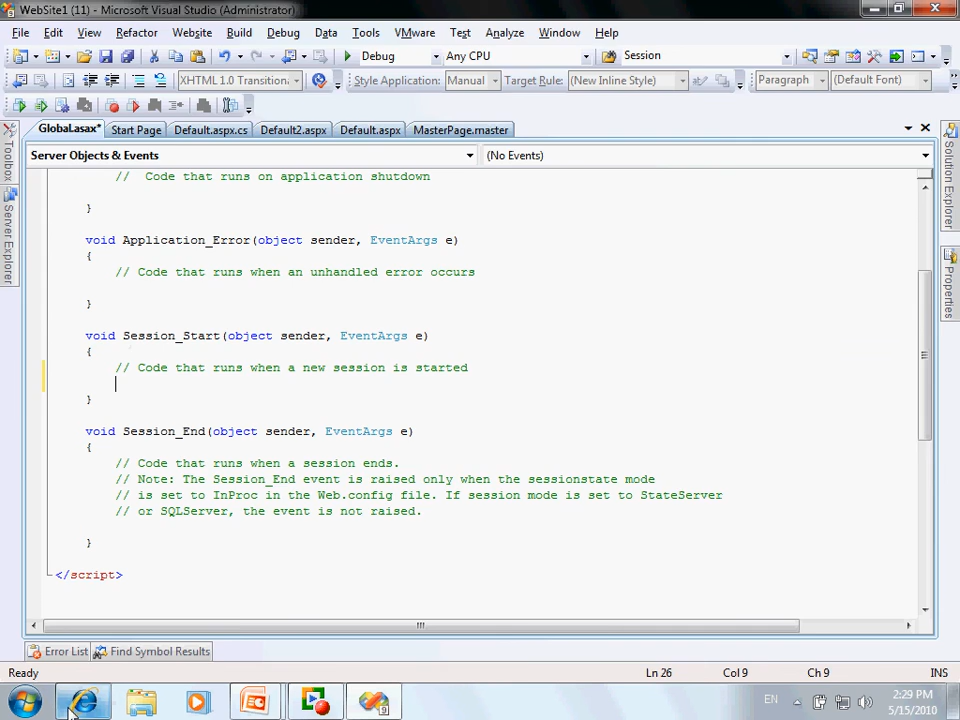 WebSite1 (11) - Microsoft Visual Studio (Administrator)
File Edit View Refactor Website Build Debug Data Tools VMware Test Analyze Window Help
Debug Any CPU Session
XHTML 1.0 Transition Style Application: Manual Target Rule: (New Inline Style) Paragraph (Default Font)
Global.asax* Start Page Default.aspx.cs Default2.aspx Default.aspx MasterPage.master
Server Objects & Events (No Events)
Toolbox
Server Explorer
// Code that runs on application shutdown
}
void Application_Error(object sender, EventArgs e)
{
// Code that runs when an unhandled error occurs
}
void Session_Start(object sender, EventArgs e)
{
// Code that runs when a new session is started
}
void Session_End(object sender, EventArgs e)
{
// Code that runs when a session ends.
// Note: The Session_End event is raised only when the sessionstate mode
// is set to InProc in the Web.config file. If session mode is set to StateServer
// or SQLServer, the event is not raised.
}
</script>
Solution Explorer
Properties
Error List Find Symbol Results
Ready Ln 26 Col 9 Ch 9 INS
EN 2:29 PM
5/15/2010